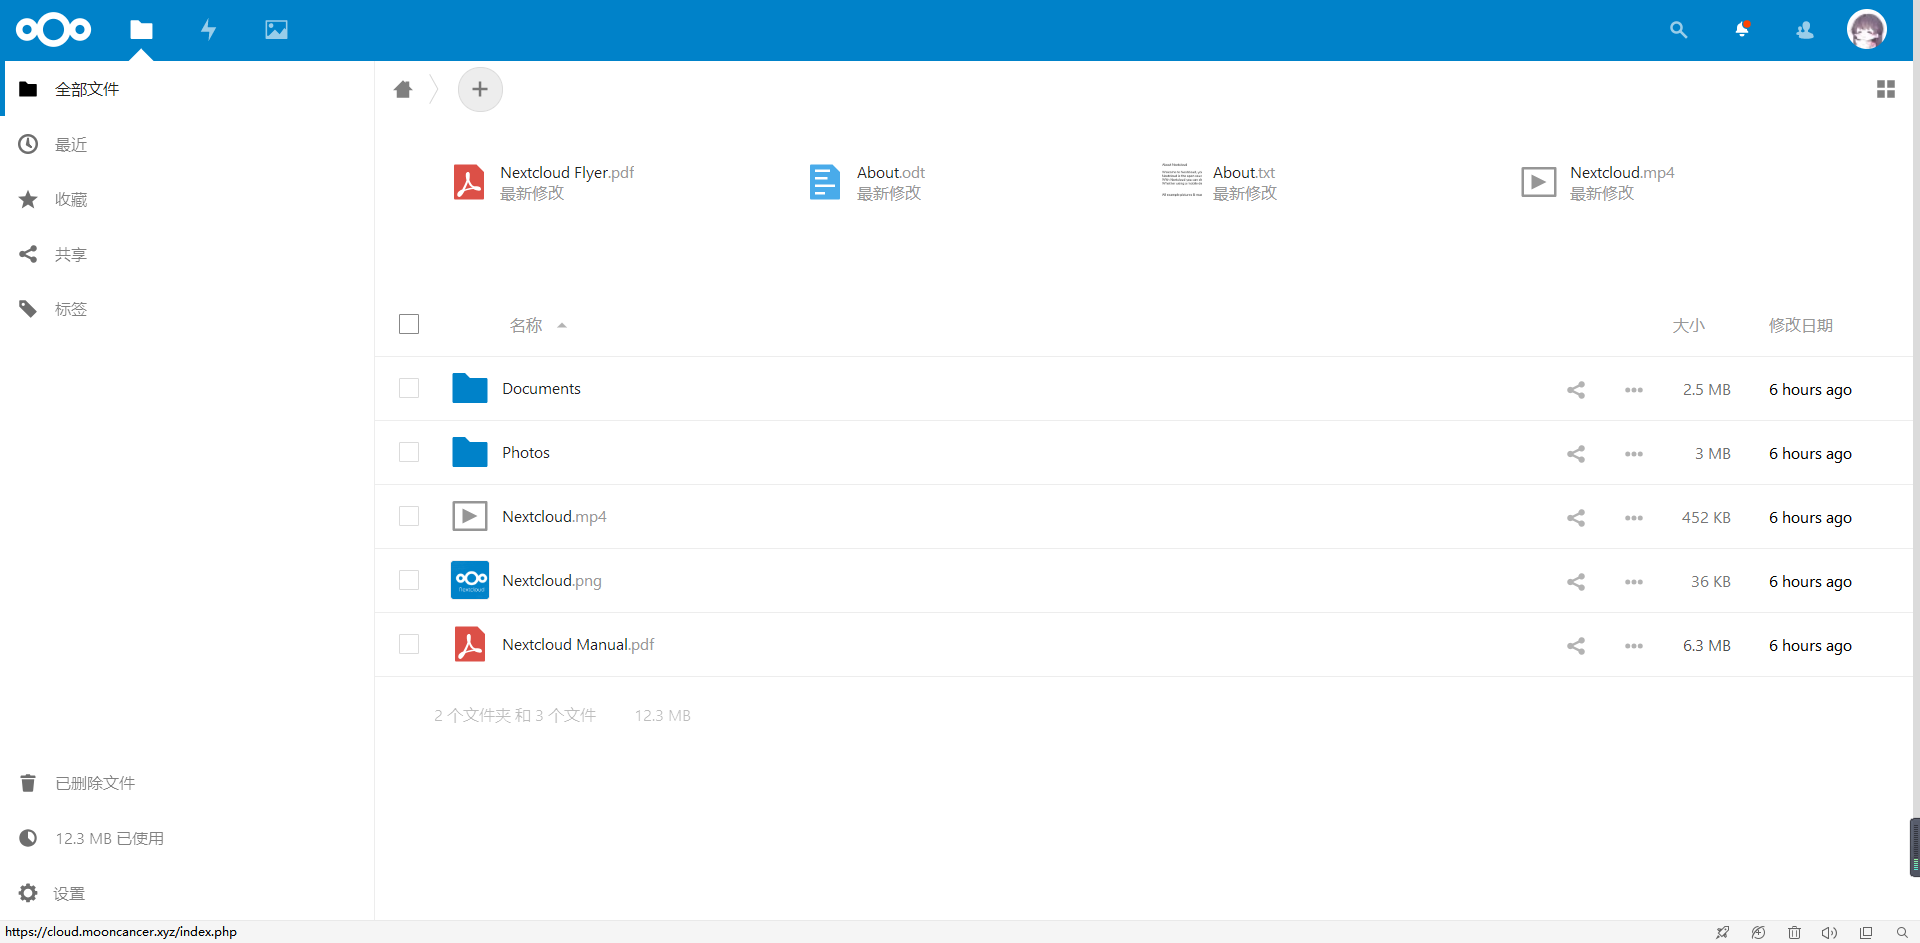 全部文件
最近
收藏
共享
标签
Nextcloud Flyer.pdf
最新修改
About.odt
最新修改
About.txt
最新修改
Nextcloud.mp4
最新修改
名称 大小 修改日期
Documents 2.5 MB 6 hours ago
Photos 3 MB 6 hours ago
Nextcloud.mp4 452 KB 6 hours ago
Nextcloud.png 36 KB 6 hours ago
Nextcloud Manual.pdf 6.3 MB 6 hours ago
2 个文件夹 和 3 个文件 12.3 MB
已删除文件
12.3 MB 已使用
设置
https://cloud.mooncancer.xyz/index.php